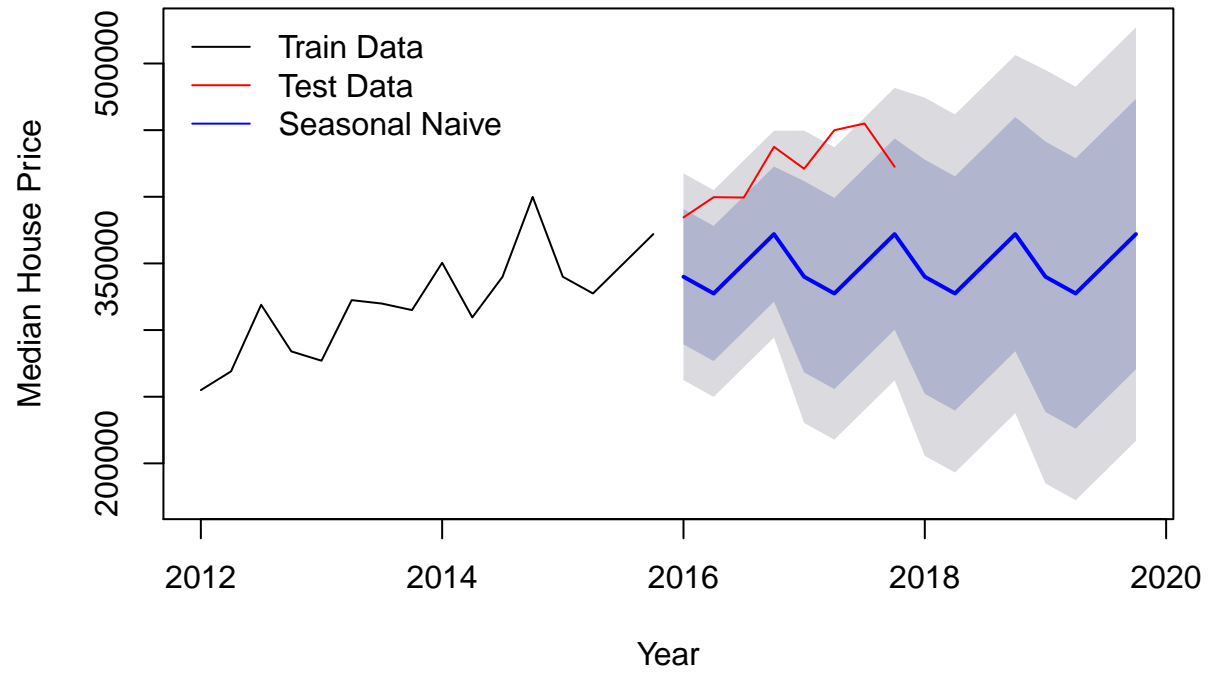 Train Data
Test Data
Seasonal Naive
Median House Price
500000
350000
200000
2012 2014 2016 2018 2020
Year